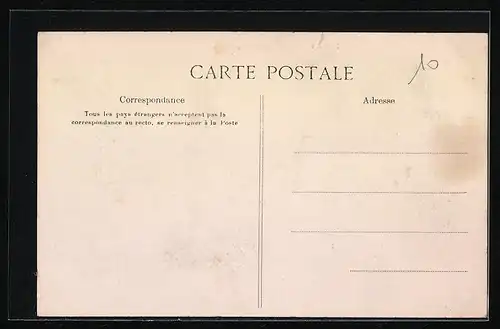 CARTE POSTALE
10
Correspondance
Tous les pays étrangers n'acceptent pas la
correspondance au recto, se renseigner à la Poste
Adresse